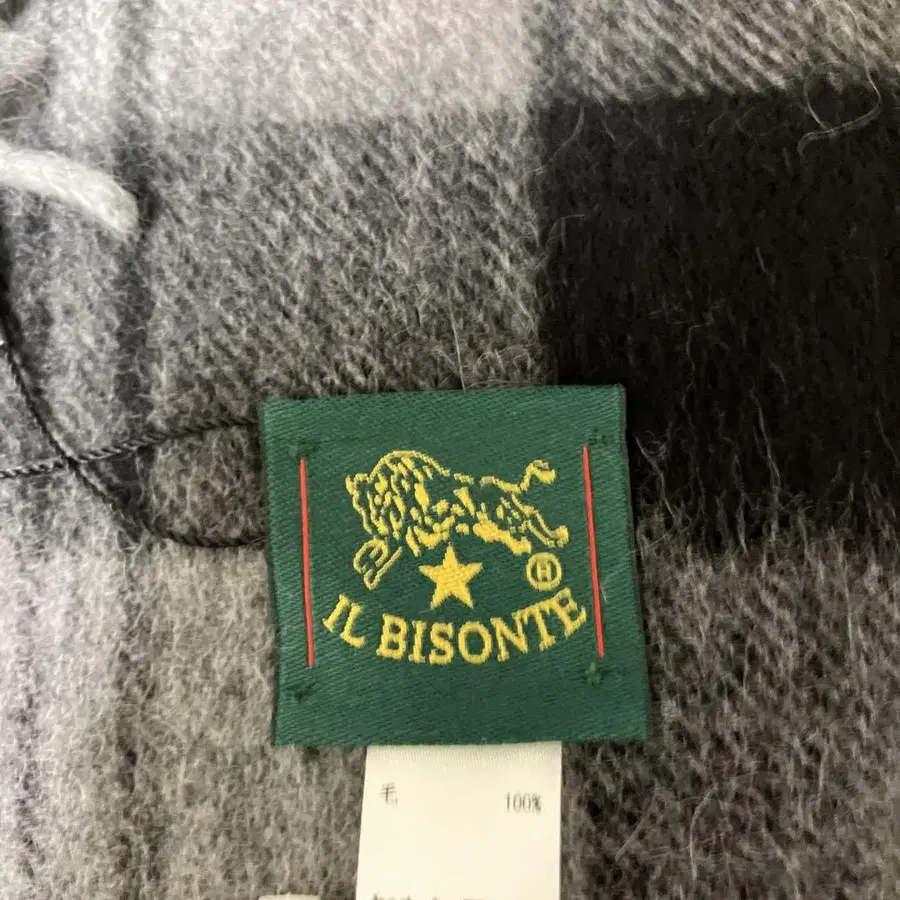 Ⓗ
IL BISONTE
毛 100%